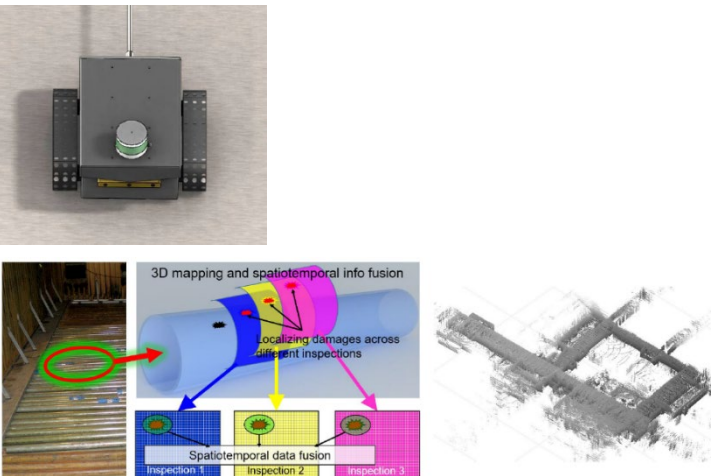 3D mapping and spatiotemporal info fusion
Localizing damages across
different inspections
Spatiotemporal data fusion
Inspection 1
Inspection 2
Inspection 3